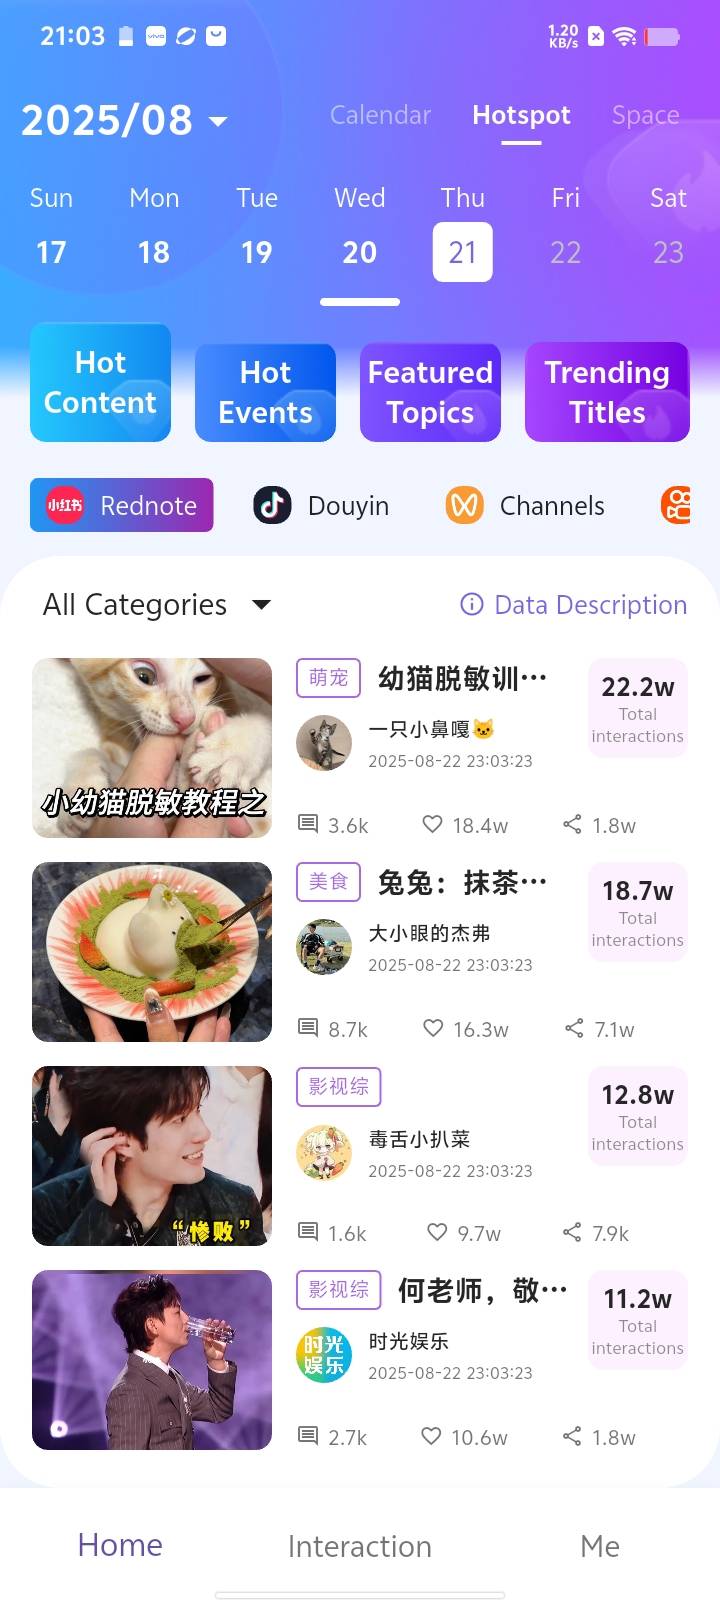 21:03
1.20
KB/s
2025/08
Calendar
Hotspot
Space
Sun Mon Tue Wed Thu Fri Sat
17 18 19 20 21 22 23
Hot
Content
Hot
Events
Featured
Topics
Trending
Titles
小红书 Rednote
Douyin
Channels
All Categories
Data Description
小幼猫脱敏教程之
萌宠 幼猫脱敏训…
一只小鼻嘎🐱
2025-08-22 23:03:23
3.6k 18.4w 1.8w
22.2w
Total
interactions
美食 兔兔：抹茶…
大小眼的杰弗
2025-08-22 23:03:23
8.7k 16.3w 7.1w
18.7w
Total
interactions
“惨败”
影视综
毒舌小扒菜
2025-08-22 23:03:23
1.6k 9.7w 7.9k
12.8w
Total
interactions
影视综 何老师，敬…
时光
娱乐
时光娱乐
2025-08-22 23:03:23
2.7k 10.6w 1.8w
11.2w
Total
interactions
Home
Interaction
Me